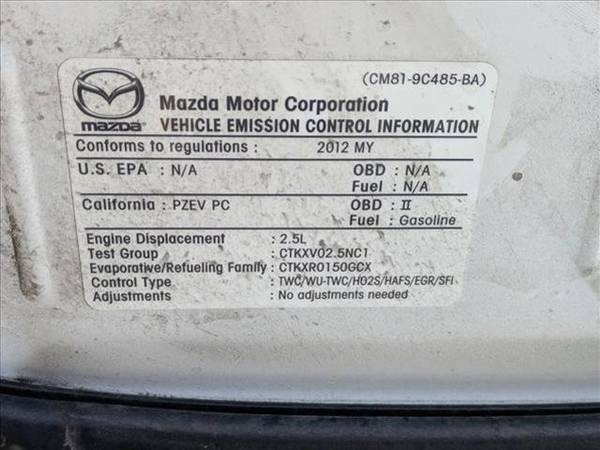 (CM81-9C485-BA)
Mazda Motor Corporation
mazda VEHICLE EMISSION CONTROL INFORMATION
Conforms to regulations : 2012 MY
U.S. EPA : N/A OBD : N/A
Fuel : N/A
California : PZEV PC OBD : II
Fuel : Gasoline
Engine Displacement : 2.5L
Test Group : CTKXV02.5NC1
Evaporative/Refueling Family : CTKXR0150GCX
Control Type : TWC/WU-TWC/HO2S/HAFS/EGR/SFI
Adjustments : No adjustments needed